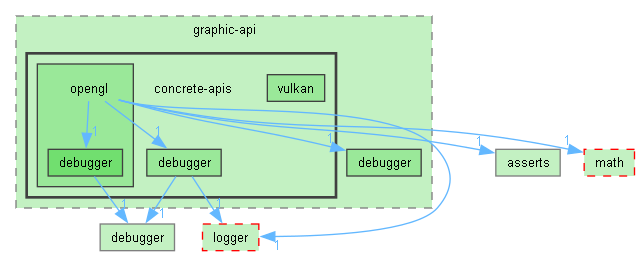 graphic-api
opengl
concrete-apis
vulkan
1
1
1
1
1
debugger
debugger
debugger
asserts
math
1
1
1
debugger
logger
1